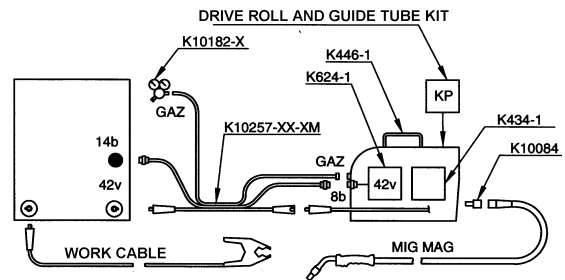 DRIVE ROLL AND GUIDE TUBE KIT
K10182-X
K446-1
K624-1
KP
GAZ
K434-1
K10257-XX-XM
14b
GAZ
K10084
42v
8b
42v
WORK CABLE
MIG MAG